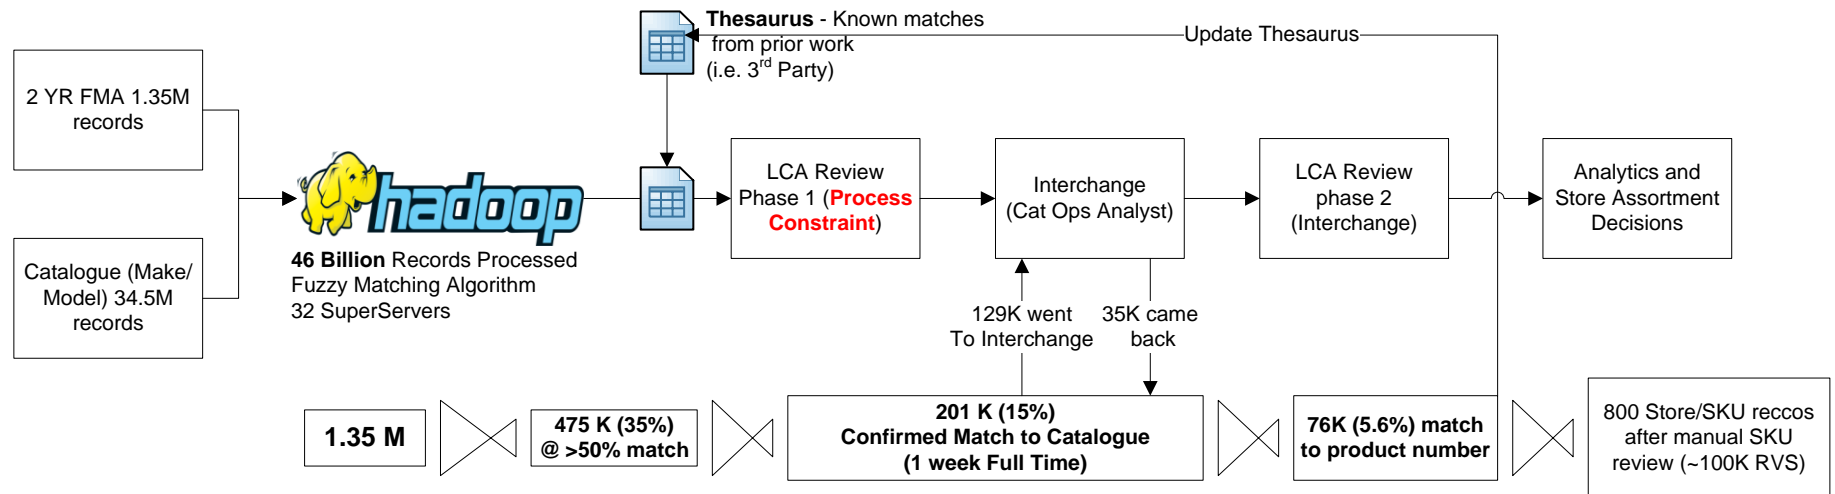 Thesaurus - Known matches
from prior work
(i.e. 3rd Party)
Update Thesaurus
2 YR FMA 1.35M
records
Catalogue (Make/
Model) 34.5M
records
hadoop
46 Billion Records Processed
Fuzzy Matching Algorithm
32 SuperServers
LCA Review
Phase 1 (Process
Constraint)
Interchange
(Cat Ops Analyst)
LCA Review
phase 2
(Interchange)
Analytics and
Store Assortment
Decisions
129K went
To Interchange
35K came
back
1.35 M
475 K (35%)
@ >50% match
201 K (15%)
Confirmed Match to Catalogue
(1 week Full Time)
76K (5.6%) match
to product number
800 Store/SKU reccos
after manual SKU
review (~100K RVS)